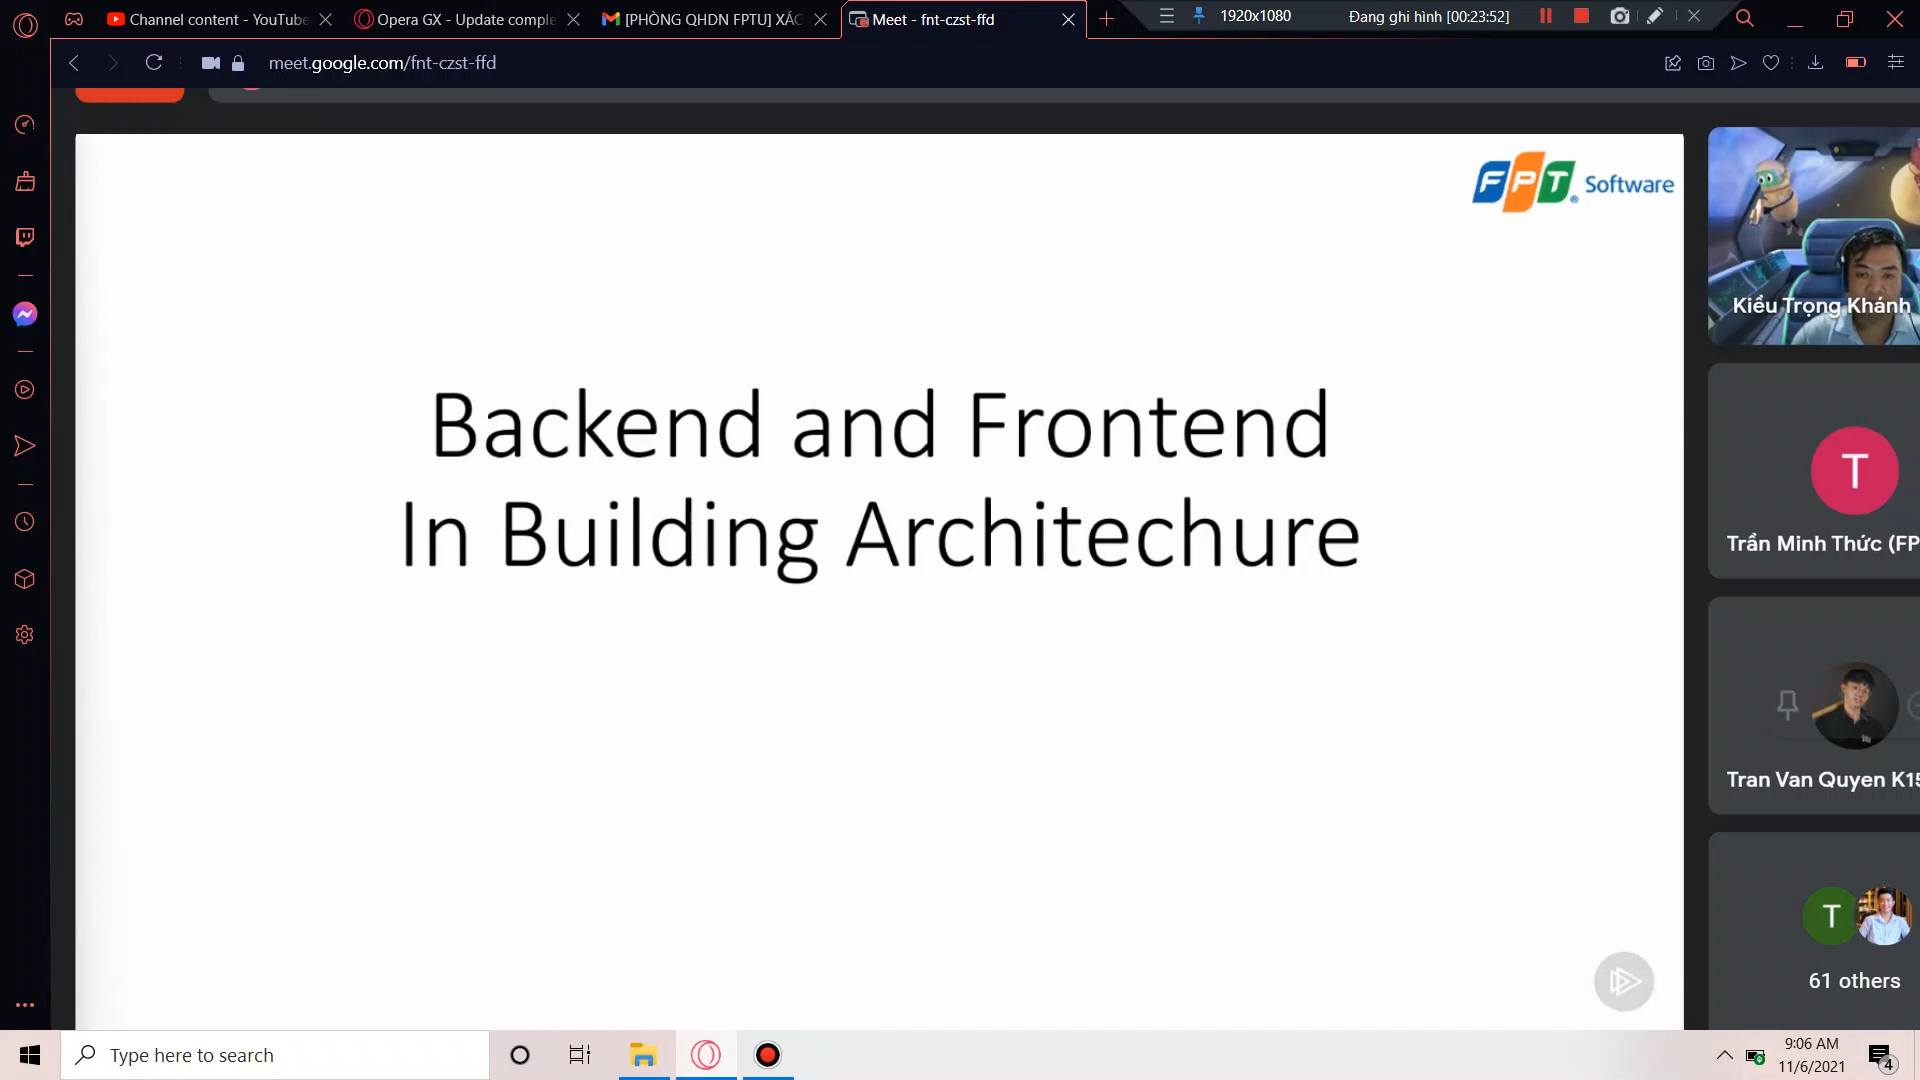 Channel content - YouTube
Opera GX - Update comple
[PHÒNG QHDN FPTU] XÁC
Meet - fnt-czst-ffd
1920x1080
Đang ghi hình [00:23:52]
meet.google.com/fnt-czst-ffd
FPT Software
Backend and Frontend
In Building Architechure
Kiều Trọng Khánh
T
Trần Minh Thức (FP
Tran Van Quyen K15
T
61 others
Type here to search
9:06 AM
11/6/2021
4